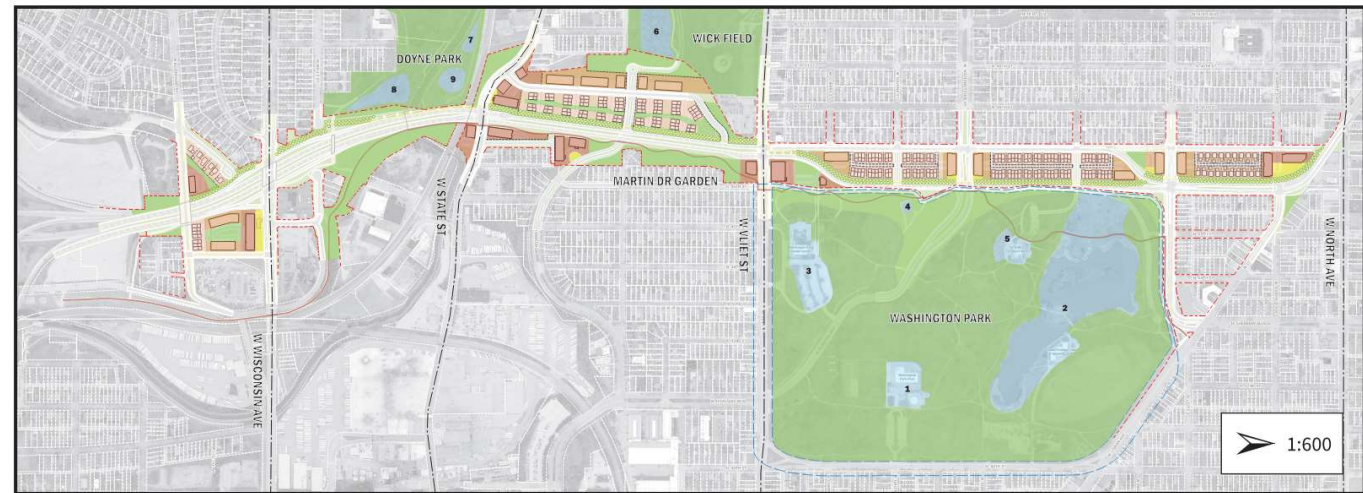 WICK FIELD
DOYNE PARK
6
7
9
8
MARTIN DR GARDEN
W STATE ST
W VLIET ST
W WISCONSIN AVE
W NORTH AVE
4
5
3
2
WASHINGTON PARK
1
1:600